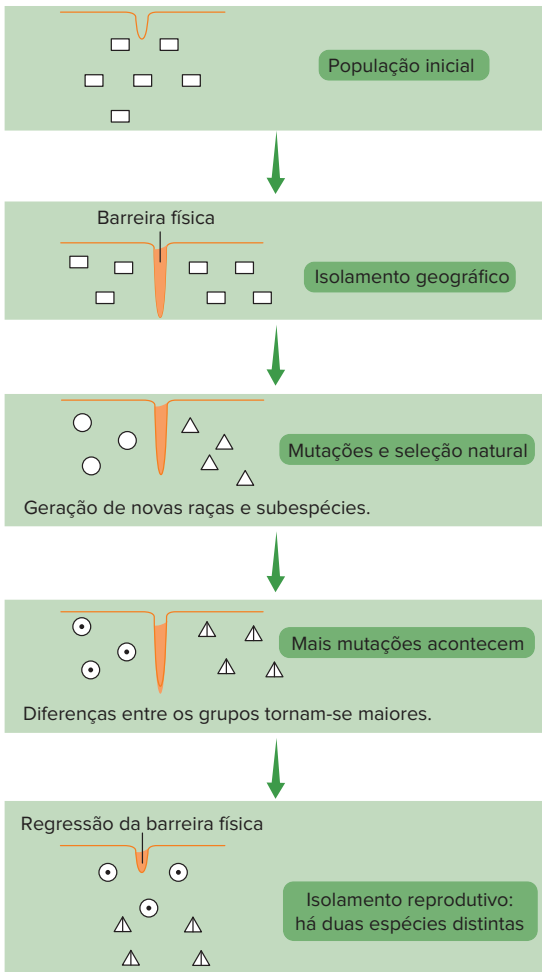 População inicial
Barreira física
Isolamento geográfico
Mutações e seleção natural
Geração de novas raças e subespécies.
Mais mutações acontecem
Diferenças entre os grupos tornam-se maiores.
Regressão da barreira física
Isolamento reprodutivo:
há duas espécies distintas